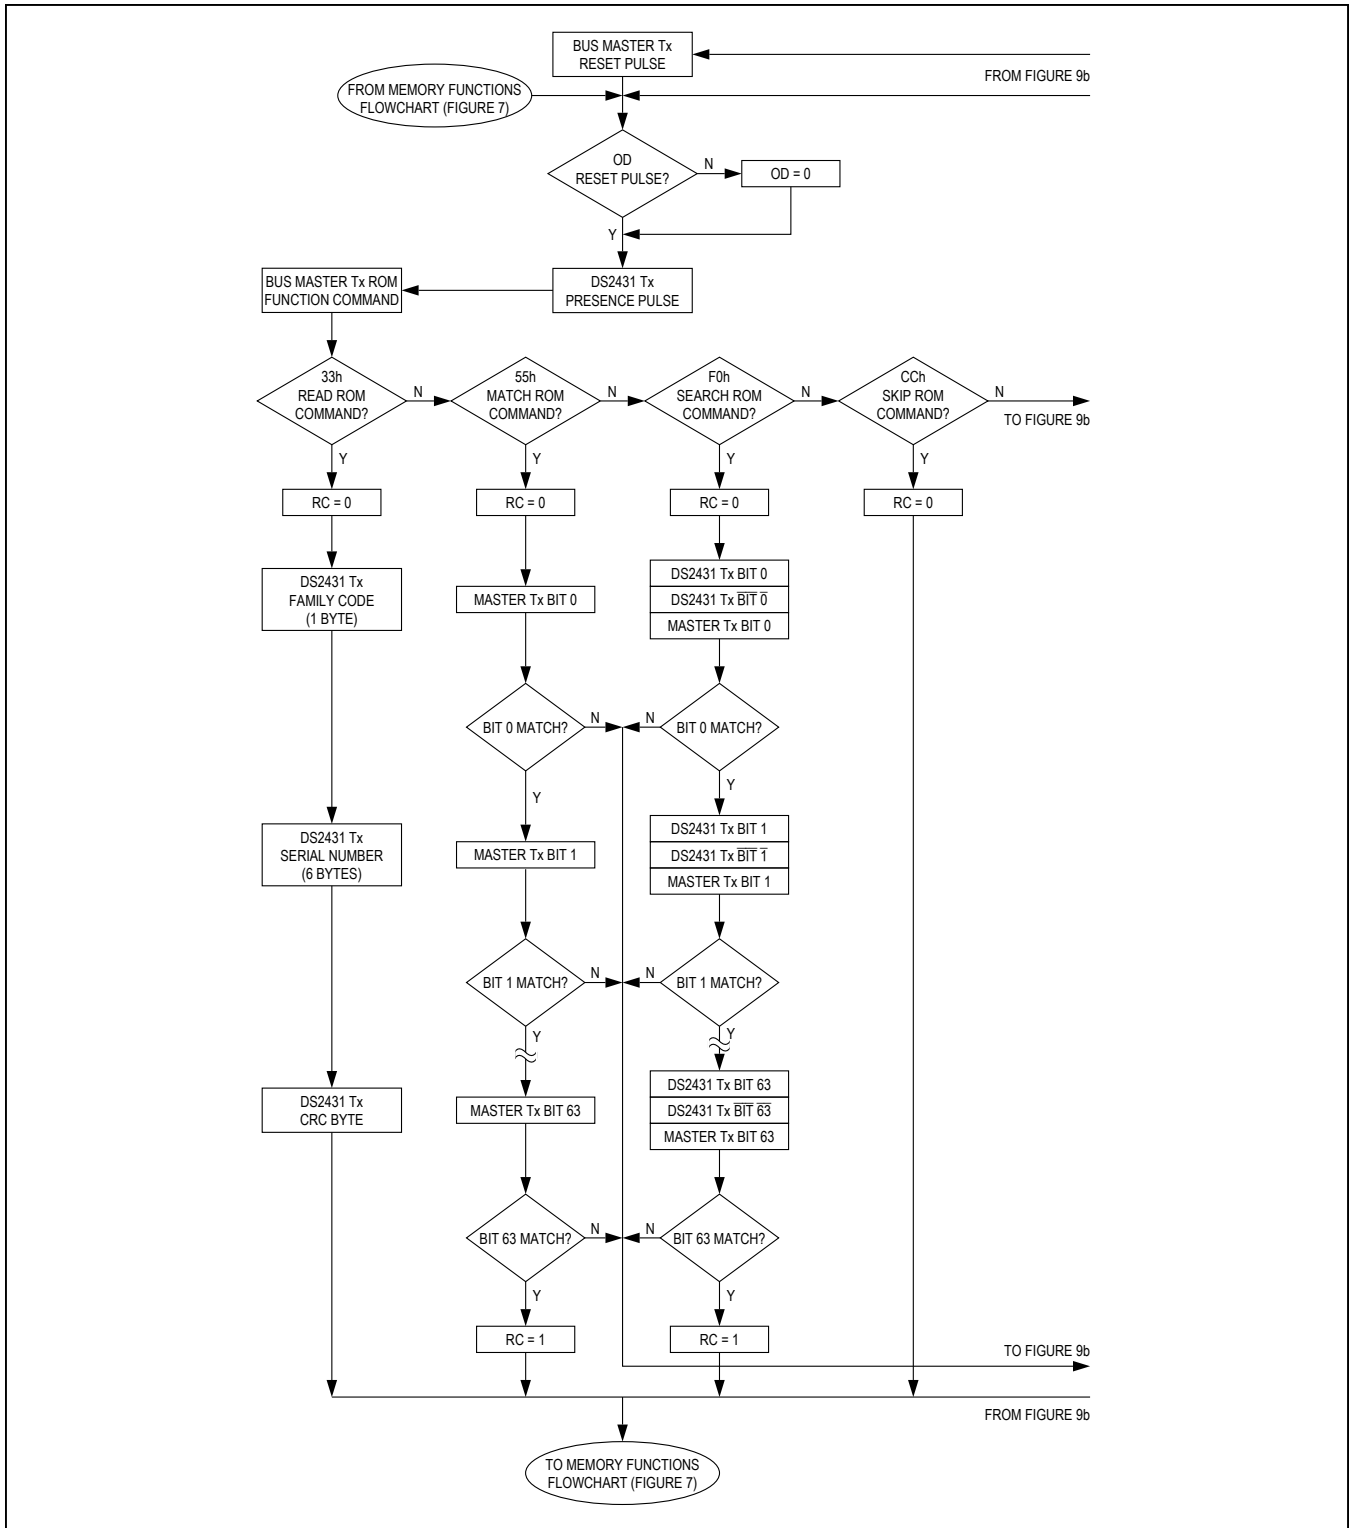 BUS MASTER Tx
RESET PULSE
FROM FIGURE 9b
FROM MEMORY FUNCTIONS
FLOWCHART (FIGURE 7)
OD
RESET PULSE?
N
OD = 0
Y
BUS MASTER Tx ROM
FUNCTION COMMAND
DS2431 Tx
PRESENCE PULSE
33h
READ ROM
COMMAND?
N
55h
MATCH ROM
COMMAND?
N
F0h
SEARCH ROM
COMMAND?
N
CCh
SKIP ROM
COMMAND?
N
TO FIGURE 9b
Y
Y
Y
Y
RC = 0
RC = 0
RC = 0
RC = 0
DS2431 Tx
FAMILY CODE
(1 BYTE)
MASTER Tx BIT 0
DS2431 Tx BIT 0
DS2431 Tx B̅I̅T̅ 0̅
MASTER Tx BIT 0
BIT 0 MATCH?
N
N
BIT 0 MATCH?
Y
Y
DS2431 Tx
SERIAL NUMBER
(6 BYTES)
MASTER Tx BIT 1
DS2431 Tx BIT 1
DS2431 Tx B̅I̅T̅ 1̅
MASTER Tx BIT 1
BIT 1 MATCH?
N
N
BIT 1 MATCH?
Y
Y
DS2431 Tx
CRC BYTE
MASTER Tx BIT 63
DS2431 Tx BIT 63
DS2431 Tx B̅I̅T̅ 6̅3̅
MASTER Tx BIT 63
BIT 63 MATCH?
N
N
BIT 63 MATCH?
Y
Y
RC = 1
RC = 1
TO FIGURE 9b
FROM FIGURE 9b
TO MEMORY FUNCTIONS
FLOWCHART (FIGURE 7)